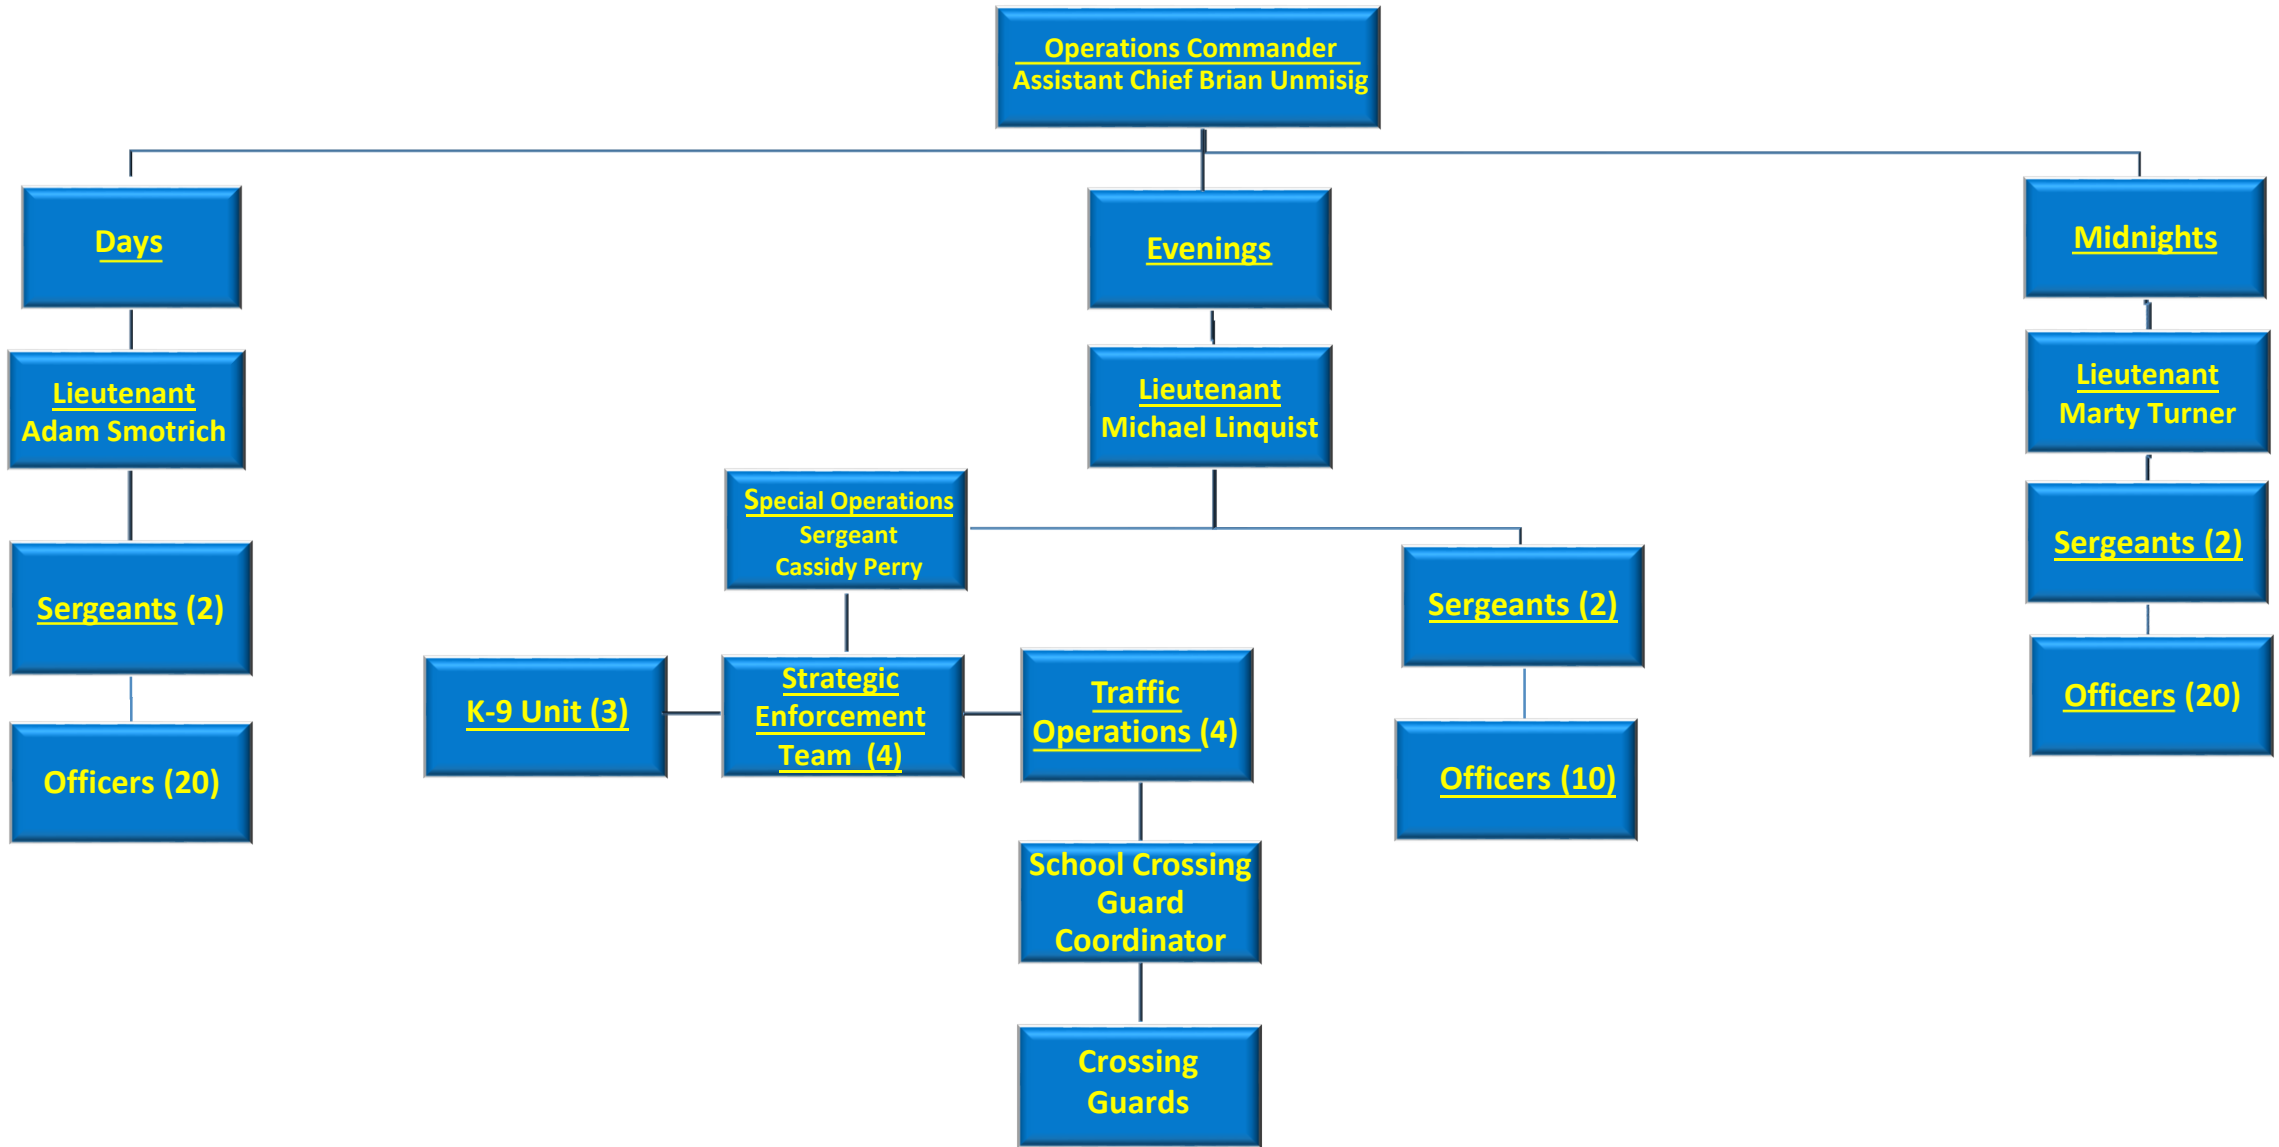 Operations Commander
Assistant Chief Brian Unmisig
Days
Evenings
Midnights
Lieutenant
Adam Smotrich
Lieutenant
Michael Linquist
Lieutenant
Marty Turner
Special Operations
Sergeant
Cassidy Perry
Sergeants (2)
Sergeants (2)
Sergeants (2)
K-9 Unit (3)
Strategic
Enforcement
Team (4)
Traffic
Operations (4)
Officers (20)
Officers (10)
Officers (20)
School Crossing
Guard
Coordinator
Crossing
Guards